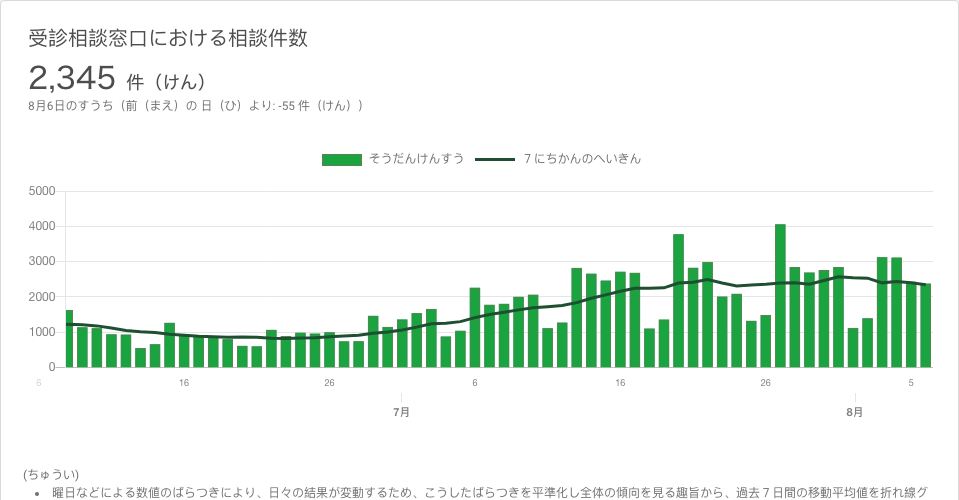 受診相談窓口における相談件数
2,345 件（けん）
8月6日のすうち（前（まえ）の 日（ひ）より: -55 件（けん））
そうだんけんすう 7 にちかんのへいきん
5000
4000
3000
2000
1000
0
6 16 26 6 16 26 5
7月 8月
(ちゅうい)
• 曜日などによる数値のばらつきにより、日々の結果が変動するため、こうしたばらつきを平準化し全体の傾向を見る趣旨から、過去７日間の移動平均値を折れ線グ